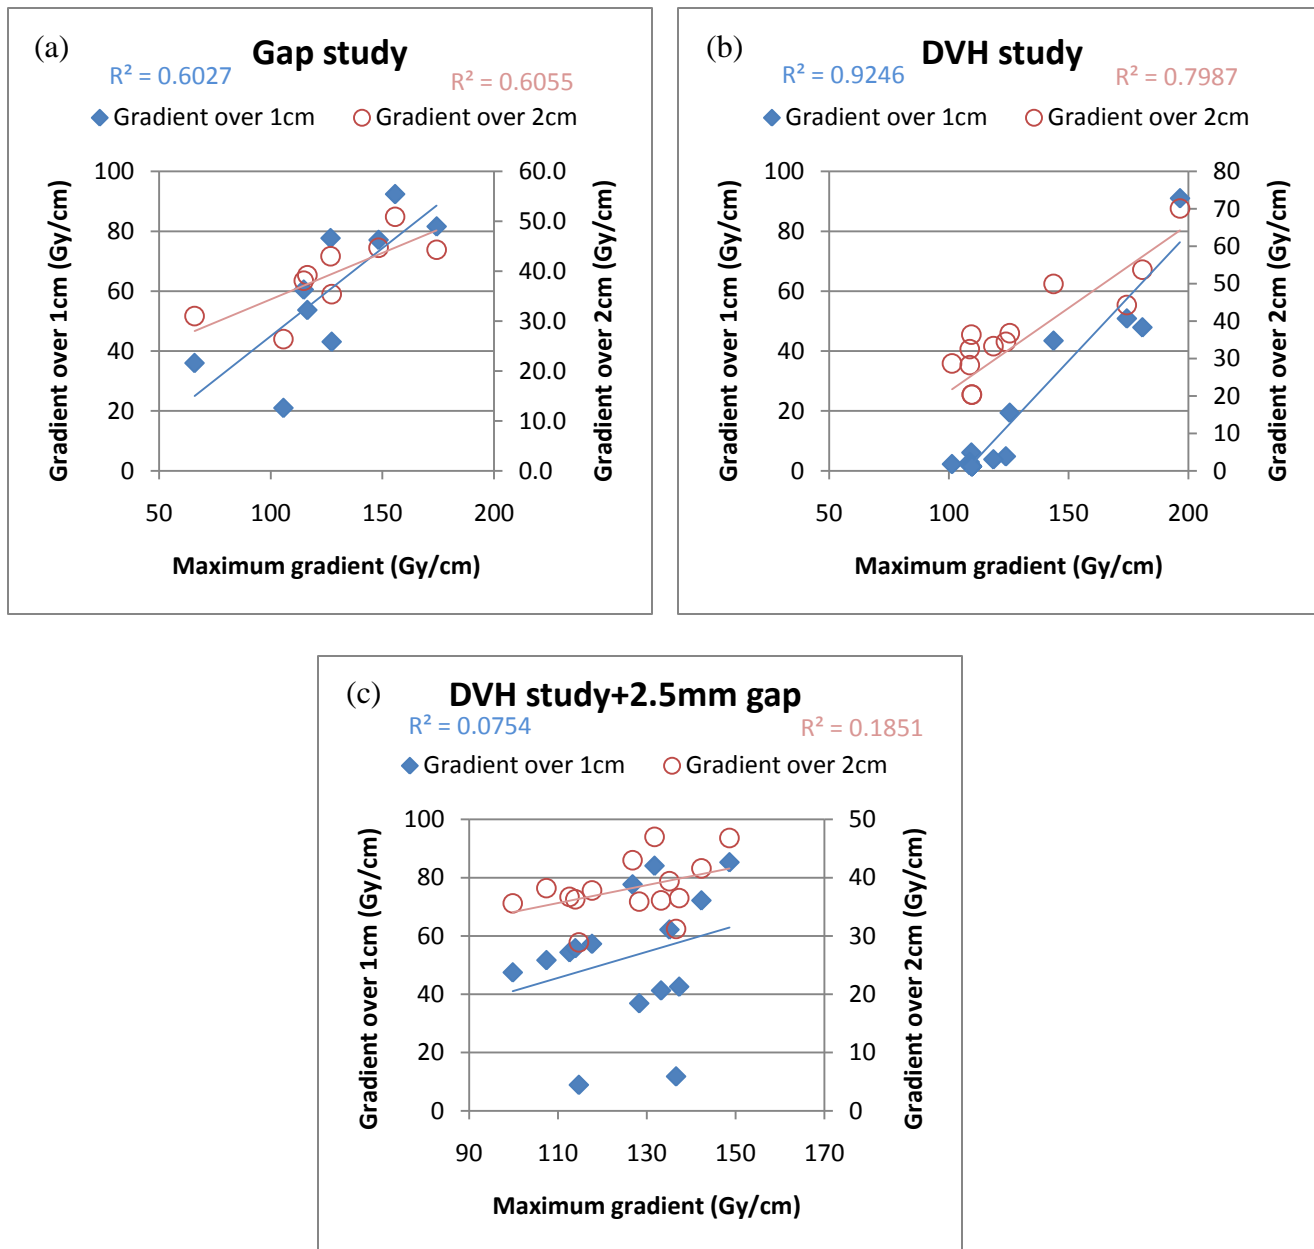 (a) Gap study
R² = 0.6027 R² = 0.6055
Gradient over 1cm Gradient over 2cm
Gradient over 1cm (Gy/cm)
100
80
60
40
20
0
60.0
50.0
40.0
30.0
20.0
10.0
0.0
Gradient over 2cm (Gy/cm)
50 100 150 200
Maximum gradient (Gy/cm)
(b) DVH study
R² = 0.9246 R² = 0.7987
Gradient over 1cm Gradient over 2cm
Gradient over 1cm (Gy/cm)
100
80
60
40
20
0
80
70
60
50
40
30
20
10
0
Gradient over 2cm (Gy/cm)
50 100 150 200
Maximum gradient (Gy/cm)
(c) DVH study+2.5mm gap
R² = 0.0754 R² = 0.1851
Gradient over 1cm Gradient over 2cm
Gradient over 1cm (Gy/cm)
100
80
60
40
20
0
50
40
30
20
10
0
Gradient over 2cm (Gy/cm)
90 110 130 150 170
Maximum gradient (Gy/cm)